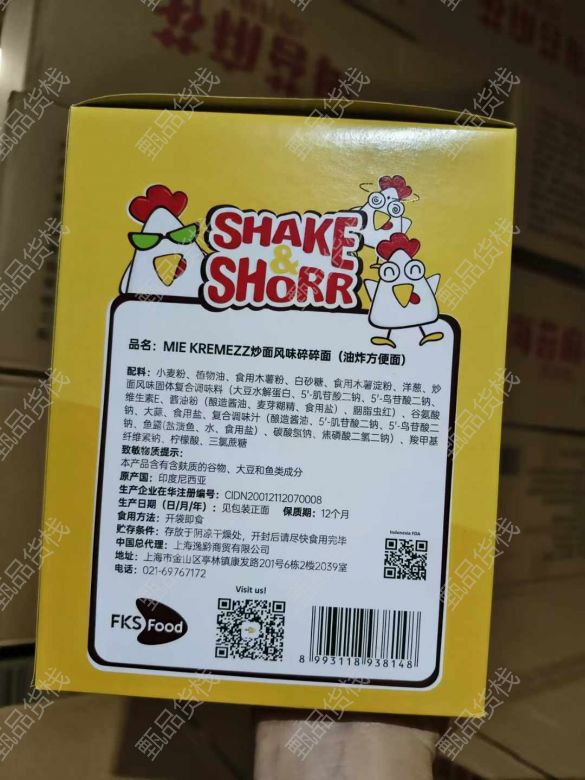 SHAKE
&
SHORR
品名：MIE KREMEZZ炒面风味碎碎面（油炸方便面）
配料：小麦粉、植物油、食用木薯粉、白砂糖、食用木薯淀粉、洋葱、炒
面风味固体复合调味料（大豆水解蛋白、5'-肌苷酸二钠、5'-鸟苷酸二钠、
维生素E、酱油粉（酿造酱油、麦芽糊精、食用盐）、胭脂虫红）、谷氨酸
钠、大蒜、食用盐、复合调味汁（酿造酱油、5'-肌苷酸二钠、5'-鸟苷酸二
钠、鱼露(盐渍鱼、水、食用盐）、碳酸氢钠、焦磷酸二氢二钠）、羧甲基
纤维素钠、柠檬酸、三氯蔗糖
致敏物质提示：
本产品含有含麸质的谷物、大豆和鱼类成分
原产国：印度尼西亚
生产企业在华注册编号：CIDN20012112070008
生产日期（日/月/年）：见包装正面 保质期：12个月
食用方法：开袋即食
贮存条件：存放于阴凉干燥处，开封后请尽快食用完毕
中国总代理：上海逸黔商贸有限公司
地址：上海市金山区亭林镇康发路201号6栋2楼2039室
电话：021-69767172
Indonesia FDA
Visit us!
FKS Food
8 993118 938148
甄品货栈